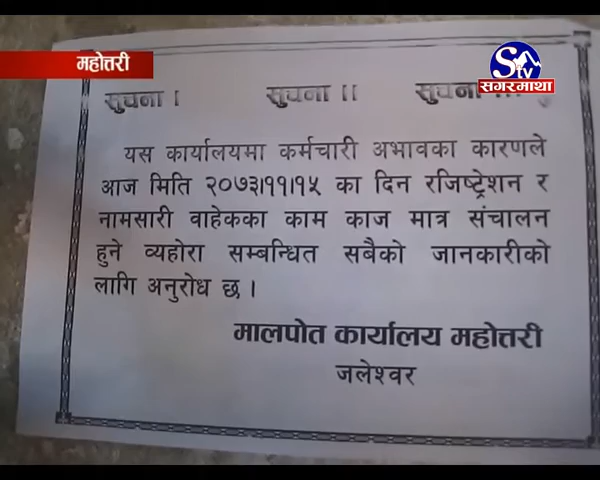 महोत्तरी
STV
सगरमाथा
सुचना । सुचना ।। सुचना ।।।
यस कार्यालयमा कर्मचारी अभावका कारणले
आज मिति २०७३।११।१५ का दिन रजिष्ट्रेशन र
नामसारी वाहेकका काम काज मात्र संचालन
हुने व्यहोरा सम्बन्धित सबैको जानकारीको
लागि अनुरोध छ ।
मालपोत कार्यालय महोत्तरी
जलेश्वर